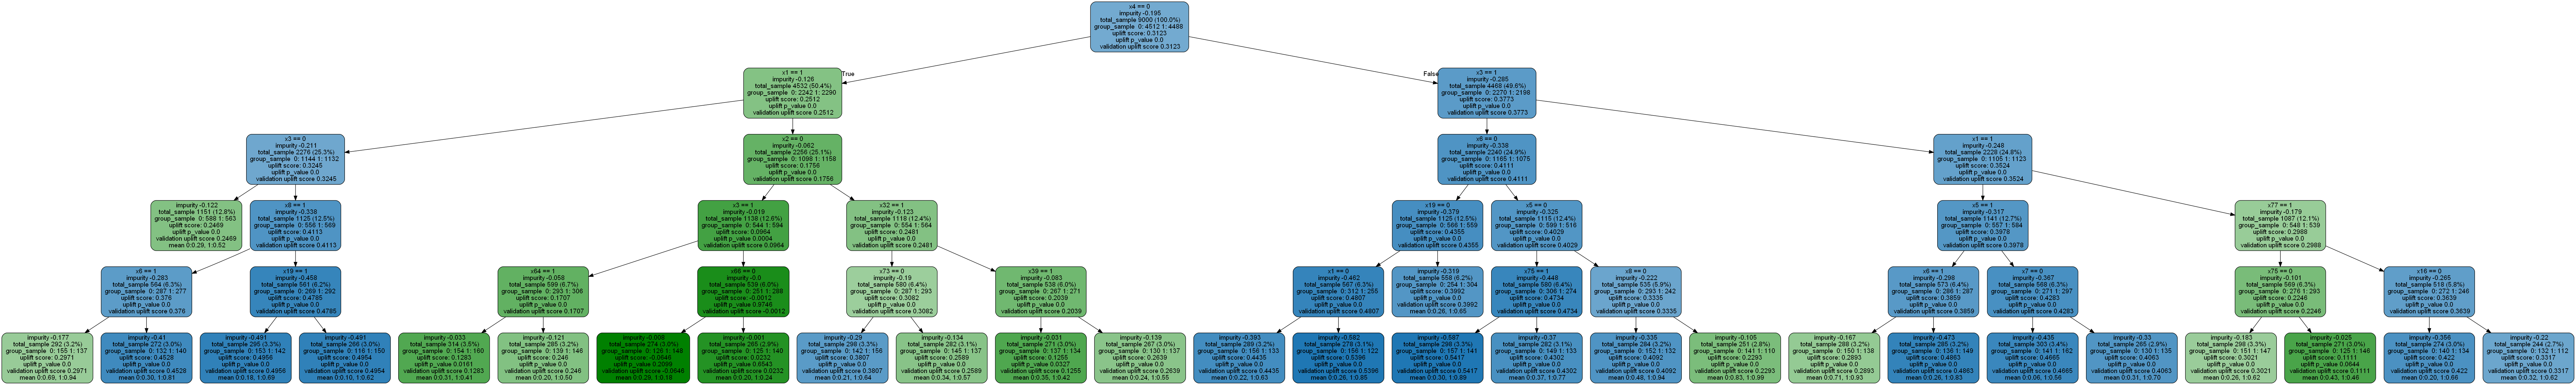 x4 == 0
impurity -0.195
total_sample 9000 (100.0%)
group_sample 0: 4512 1: 4488
uplift score: 0.3123
uplift p_value 0.0
validation uplift score 0.3123
True
False
x1 == 1
impurity -0.126
total_sample 4532 (50.4%)
group_sample 0: 2242 1: 2290
uplift score: 0.2512
uplift p_value 0.0
validation uplift score 0.2512
x3 == 1
impurity -0.285
total_sample 4468 (49.6%)
group_sample 0: 2270 1: 2198
uplift score: 0.3773
uplift p_value 0.0
validation uplift score 0.3773
x3 == 0
impurity -0.211
total_sample 2276 (25.3%)
group_sample 0: 1144 1: 1132
uplift score: 0.3245
uplift p_value 0.0
validation uplift score 0.3245
x2 == 0
impurity -0.062
total_sample 2256 (25.1%)
group_sample 0: 1098 1: 1158
uplift score: 0.1756
uplift p_value 0.0
validation uplift score 0.1756
x6 == 0
impurity -0.338
total_sample 2240 (24.9%)
group_sample 0: 1165 1: 1075
uplift score: 0.4111
uplift p_value 0.0
validation uplift score 0.4111
x1 == 1
impurity -0.248
total_sample 2228 (24.8%)
group_sample 0: 1105 1: 1123
uplift score: 0.3524
uplift p_value 0.0
validation uplift score 0.3524
impurity -0.122
total_sample 1151 (12.8%)
group_sample 0: 588 1: 563
uplift score: 0.2469
uplift p_value 0.0
validation uplift score 0.2469
mean 0:0.29, 1:0.52
impurity -0.338
total_sample 1125 (12.5%)
group_sample 0: 556 1: 569
uplift score: 0.4113
uplift p_value 0.0
validation uplift score 0.4113
x3 == 1
impurity -0.019
total_sample 1138 (12.6%)
group_sample 0: 544 1: 594
uplift score: 0.0964
uplift p_value 0.0004
validation uplift score 0.0964
x32 == 1
impurity -0.123
total_sample 1118 (12.4%)
group_sample 0: 554 1: 564
uplift score: 0.2481
uplift p_value 0.0
validation uplift score 0.2481
x19 == 0
impurity -0.379
total_sample 1125 (12.5%)
group_sample 0: 566 1: 559
uplift score: 0.4355
uplift p_value 0.0
validation uplift score 0.4355
x5 == 0
impurity -0.325
total_sample 1115 (12.4%)
group_sample 0: 599 1: 516
uplift score: 0.4029
uplift p_value 0.0
validation uplift score 0.4029
x5 == 1
impurity -0.317
total_sample 1141 (12.7%)
group_sample 0: 557 1: 584
uplift score: 0.3978
uplift p_value 0.0
validation uplift score 0.3978
x77 == 1
impurity -0.179
total_sample 1087 (12.1%)
group_sample 0: 548 1: 539
uplift score: 0.2988
uplift p_value 0.0
validation uplift score 0.2988
x6 == 1
impurity -0.283
total_sample 564 (6.3%)
group_sample 0: 287 1: 277
uplift score: 0.376
uplift p_value 0.0
validation uplift score 0.376
x19 == 1
impurity -0.458
total_sample 561 (6.2%)
group_sample 0: 269 1: 292
uplift score: 0.4785
uplift p_value 0.0
validation uplift score 0.4785
x64 == 1
impurity -0.058
total_sample 599 (6.7%)
group_sample 0: 293 1: 306
uplift score: 0.1707
uplift p_value 0.0
validation uplift score 0.1707
impurity -0.0
total_sample 539 (6.0%)
group_sample 0: 251 1: 288
uplift score: -0.0012
uplift p_value 0.9748
validation uplift score -0.0012
x73 == 0
impurity -0.19
total_sample 580 (6.4%)
group_sample 0: 287 1: 293
uplift score: 0.3082
uplift p_value 0.0
validation uplift score 0.3082
x39 == 1
impurity -0.083
total_sample 538 (6.0%)
group_sample 0: 267 1: 271
uplift score: 0.2039
uplift p_value 0.0
validation uplift score 0.2039
x1 == 0
impurity -0.462
total_sample 567 (6.3%)
group_sample 0: 312 1: 255
uplift score: 0.4807
uplift p_value 0.0
validation uplift score 0.4807
impurity -0.319
total_sample 558 (6.2%)
group_sample 0: 254 1: 304
uplift score: 0.3992
uplift p_value 0.0
validation uplift score 0.3992
mean 0:0.26, 1:0.65
x75 == 1
impurity -0.448
total_sample 580 (6.4%)
group_sample 0: 306 1: 274
uplift score: 0.4734
uplift p_value 0.0
validation uplift score 0.4734
impurity -0.222
total_sample 535 (5.9%)
group_sample 0: 293 1: 242
uplift score: 0.3335
uplift p_value 0.0
validation uplift score 0.3335
x6 == 1
impurity -0.298
total_sample 573 (6.4%)
group_sample 0: 286 1: 287
uplift score: 0.3859
uplift p_value 0.0
validation uplift score 0.3859
x7 == 0
impurity -0.367
total_sample 568 (6.3%)
group_sample 0: 271 1: 297
uplift score: 0.4293
uplift p_value 0.0
validation uplift score 0.4293
x75 == 0
impurity -0.101
total_sample 569 (6.3%)
group_sample 0: 276 1: 293
uplift score: 0.2246
uplift p_value 0.0
validation uplift score 0.2246
x16 == 0
impurity -0.265
total_sample 518 (5.8%)
group_sample 0: 272 1: 246
uplift score: 0.3639
uplift p_value 0.0
validation uplift score 0.3639
impurity -0.177
total_sample 292 (3.2%)
group_sample 0: 155 1: 137
uplift score: 0.2971
uplift p_value 0.0
validation uplift score 0.2971
mean 0:0.69, 1:0.94
impurity -0.41
total_sample 272 (3.0%)
group_sample 0: 132 1: 140
uplift score: 0.4528
uplift p_value 0.0
validation uplift score 0.4528
mean 0:0.30, 1:0.81
impurity -0.491
total_sample 295 (3.3%)
group_sample 0: 153 1: 142
uplift score: 0.4956
uplift p_value 0.0
validation uplift score 0.4956
mean 0:0.18, 1:0.69
impurity -0.491
total_sample 266 (3.0%)
group_sample 0: 116 1: 150
uplift score: 0.4954
uplift p_value 0.0
validation uplift score 0.4954
mean 0:0.10, 1:0.62
impurity -0.033
total_sample 314 (3.5%)
group_sample 0: 154 1: 160
uplift score: 0.1283
uplift p_value 0.0181
validation uplift score 0.1283
mean 0:0.31, 1:0.41
impurity -0.121
total_sample 285 (3.2%)
group_sample 0: 139 1: 146
uplift score: 0.246
uplift p_value 0.0
validation uplift score 0.246
mean 0:0.20, 1:0.50
total_sample 274 (3.0%)
impurity -0.001
total_sample 265 (2.9%)
group_sample 0: 125 1: 140
uplift score: 0.0232
uplift p_value 0.6543
validation uplift score 0.0232
mean 0:0.20, 1:0.24
impurity -0.29
total_sample 298 (3.3%)
group_sample 0: 142 1: 156
uplift score: 0.3807
uplift p_value 0.0
validation uplift score 0.3807
mean 0:0.21, 1:0.64
impurity -0.134
total_sample 282 (3.1%)
group_sample 0: 145 1: 137
uplift score: 0.2589
uplift p_value 0.0
validation uplift score 0.2589
mean 0:0.34, 1:0.57
impurity -0.031
total_sample 271 (3.0%)
group_sample 0: 137 1: 134
uplift score: 0.1255
uplift p_value 0.0327
validation uplift score 0.1255
mean 0:0.35, 1:0.42
impurity -0.139
total_sample 267 (3.0%)
group_sample 0: 130 1: 137
uplift score: 0.2639
uplift p_value 0.0
validation uplift score 0.2639
mean 0:0.24, 1:0.55
impurity -0.393
total_sample 289 (3.2%)
group_sample 0: 156 1: 133
uplift score: 0.4435
uplift p_value 0.0
validation uplift score 0.4435
mean 0:0.22, 1:0.63
impurity -0.582
total_sample 278 (3.1%)
group_sample 0: 156 1: 122
uplift score: 0.5396
uplift p_value 0.0
validation uplift score 0.5396
mean 0:0.26, 1:0.85
impurity -0.587
total_sample 298 (3.3%)
group_sample 0: 157 1: 141
uplift score: 0.5417
uplift p_value 0.0
validation uplift score 0.5417
mean 0:0.30, 1:0.89
impurity -0.37
total_sample 282 (3.1%)
group_sample 0: 149 1: 133
uplift score: 0.4302
uplift p_value 0.0
validation uplift score 0.4302
mean 0:0.37, 1:0.77
impurity -0.335
total_sample 284 (3.2%)
group_sample 0: 152 1: 132
uplift score: 0.4092
uplift p_value 0.0
validation uplift score 0.4092
mean 0:0.48, 1:0.94
impurity -0.105
total_sample 251 (2.8%)
group_sample 0: 141 1: 110
uplift score: 0.2293
uplift p_value 0.0
validation uplift score 0.2293
mean 0:0.83, 1:0.99
impurity -0.167
total_sample 288 (3.2%)
group_sample 0: 150 1: 138
uplift score: 0.2893
uplift p_value 0.0
validation uplift score 0.2893
mean 0:0.71, 1:0.93
impurity -0.473
total_sample 285 (3.2%)
group_sample 0: 136 1: 149
uplift score: 0.4863
uplift p_value 0.0
validation uplift score 0.4863
mean 0:0.26, 1:0.83
impurity -0.435
total_sample 303 (3.4%)
group_sample 0: 141 1: 162
uplift score: 0.4665
uplift p_value 0.0
validation uplift score 0.4665
mean 0:0.06, 1:0.56
impurity -0.33
total_sample 265 (2.9%)
group_sample 0: 130 1: 135
uplift score: 0.4063
uplift p_value 0.0
validation uplift score 0.4063
mean 0:0.31, 1:0.70
impurity -0.183
total_sample 298 (3.3%)
group_sample 0: 151 1: 147
uplift score: 0.3021
uplift p_value 0.0
validation uplift score 0.3021
mean 0:0.26, 1:0.62
impurity -0.025
total_sample 271 (3.0%)
group_sample 0: 125 1: 146
uplift score: 0.1111
uplift p_value 0.0644
validation uplift score 0.1111
mean 0:0.43, 1:0.46
impurity -0.356
total_sample 274 (3.0%)
group_sample 0: 140 1: 134
uplift score: 0.422
uplift p_value 0.0
validation uplift score 0.422
mean 0:0.20, 1:0.66
impurity -0.22
total_sample 244 (2.7%)
group_sample 0: 132 1: 112
uplift score: 0.3317
uplift p_value 0.0
validation uplift score 0.3317
mean 0:0.32, 1:0.62